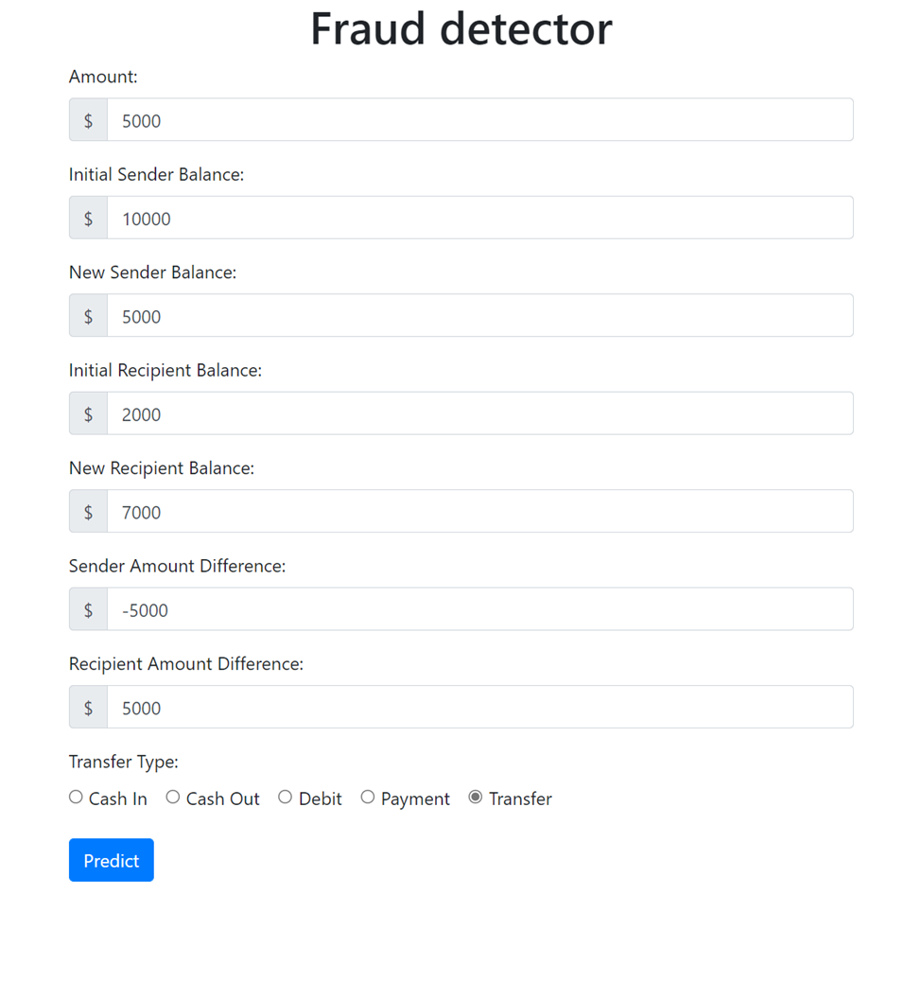 Fraud detector
Amount:
$ 5000
Initial Sender Balance:
$ 10000
New Sender Balance:
$ 5000
Initial Recipient Balance:
$ 2000
New Recipient Balance:
$ 7000
Sender Amount Difference:
$ -5000
Recipient Amount Difference:
$ 5000
Transfer Type:
Cash In Cash Out Debit Payment Transfer
Predict